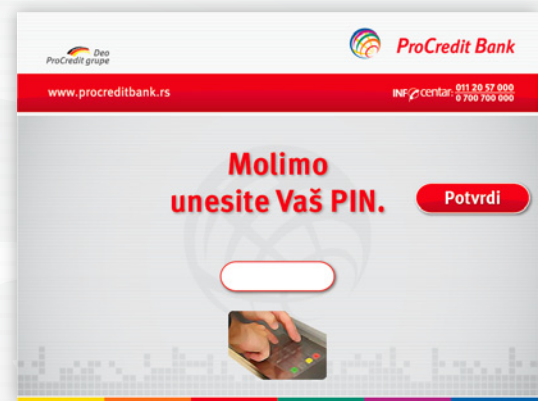 Deo
ProCredit grupe
ProCredit Bank
www.procreditbank.rs
INFO centar: 011 20 57 000
0 700 700 000
Molimo
unesite Vaš PIN.
Potvrdi